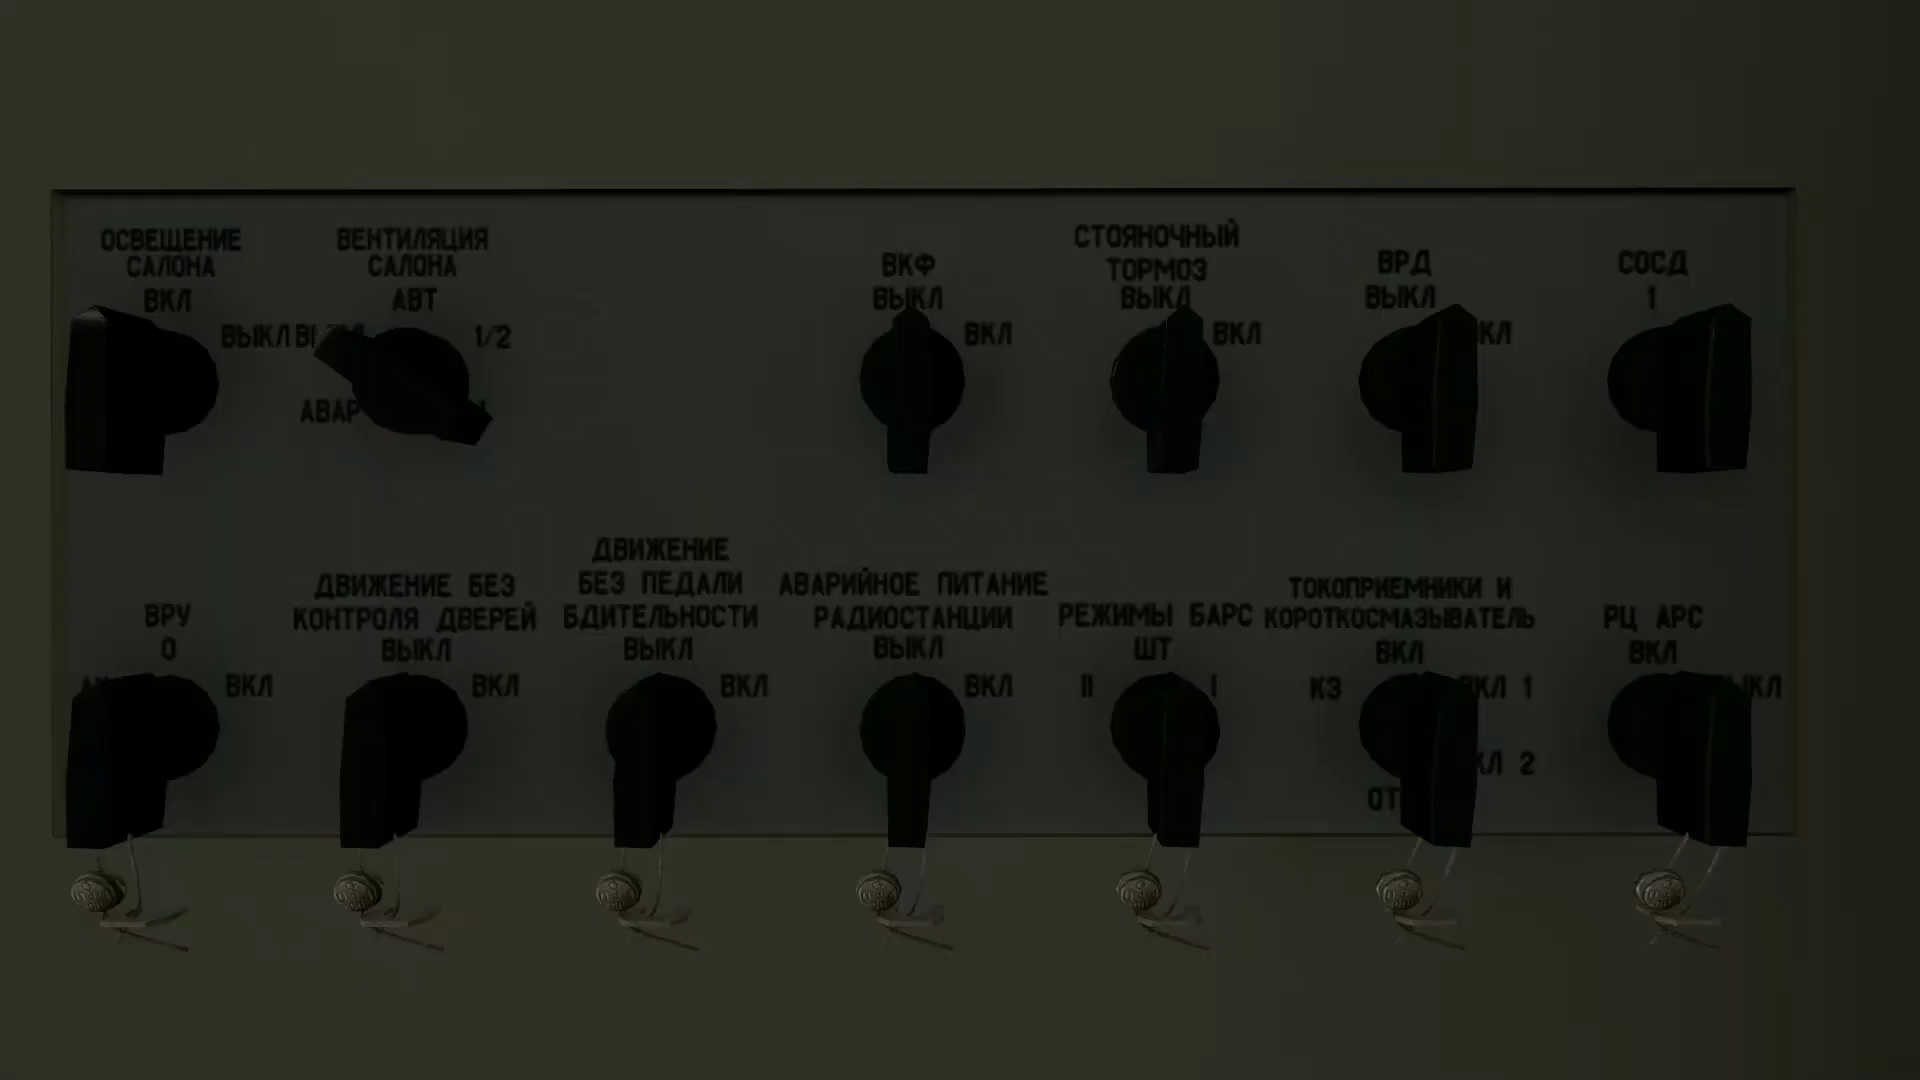 ОСВЕЩЕНИЕ
САЛОНА
ВКЛ
ВЫКЛ
ВЕНТИЛЯЦИЯ
САЛОНА
АВТ
1/2
АВАР
ВКФ
ВЫКЛ
ВКЛ
СТОЯНОЧНЫЙ
ТОРМОЗ
ВЫКЛ
ВКЛ
ВРД
ВЫКЛ
СОСД
1
ВРУ
0
ВКЛ
ДВИЖЕНИЕ БЕЗ
КОНТРОЛЯ ДВЕРЕЙ
ВЫКЛ
ВКЛ
ДВИЖЕНИЕ
БЕЗ ПЕДАЛИ
БДИТЕЛЬНОСТИ
ВЫКЛ
ВКЛ
АВАРИЙНОЕ ПИТАНИЕ
РАДИОСТАНЦИИ
ВЫКЛ
ВКЛ
РЕЖИМЫ БАРС
ШТ
II
I
ТОКОПРИЕМНИКИ И
КОРОТКОСМАЗЫВАТЕЛЬ
ВКЛ
КЗ
ВКЛ 1
2
РЦ АРС
ВКЛ